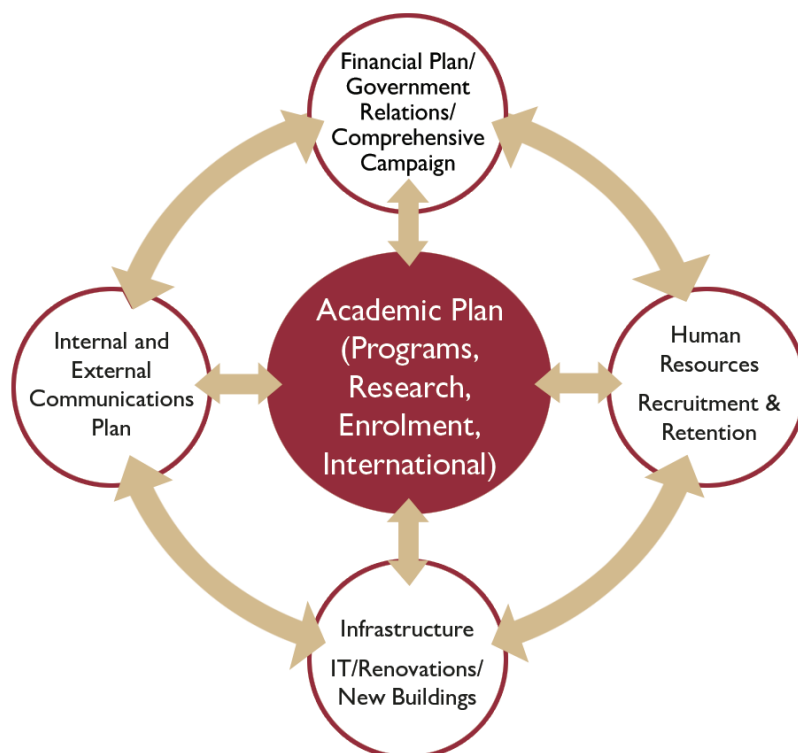 Financial Plan/
Government
Relations/
Comprehensive
Campaign
Academic Plan
(Programs,
Research,
Enrolment,
International)
Internal and
External
Communications
Plan
Human
Resources
Recruitment &
Retention
Infrastructure
IT/Renovations/
New Buildings